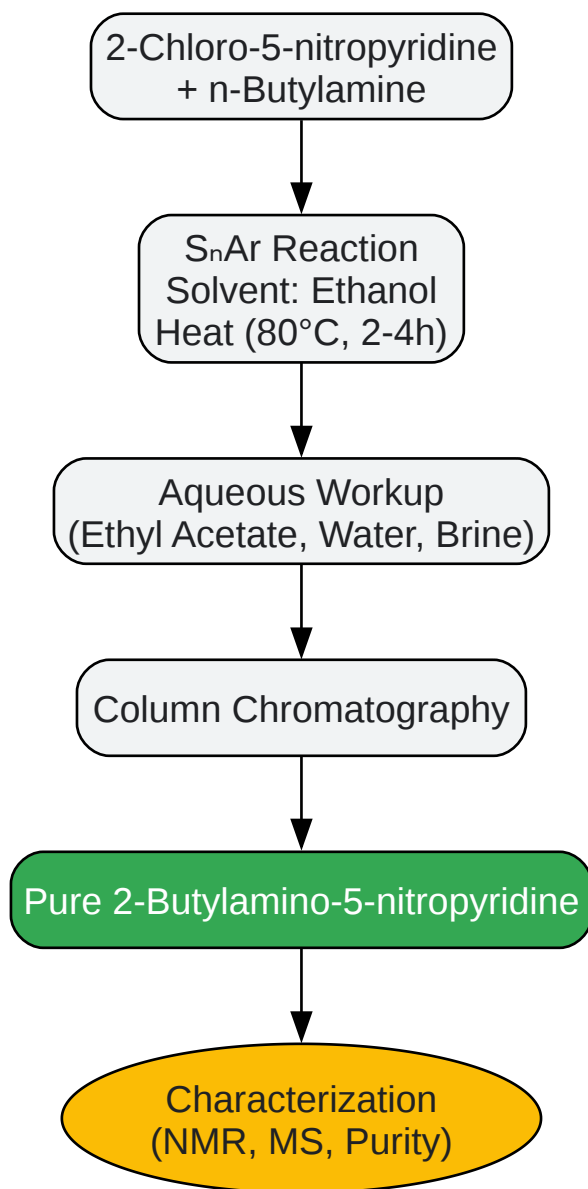 2-Chloro-5-nitropyridine
+ n-Butylamine
SₙAr Reaction
Solvent: Ethanol
Heat (80°C, 2-4h)
Aqueous Workup
(Ethyl Acetate, Water, Brine)
Column Chromatography
Pure 2-Butylamino-5-nitropyridine
Characterization
(NMR, MS, Purity)